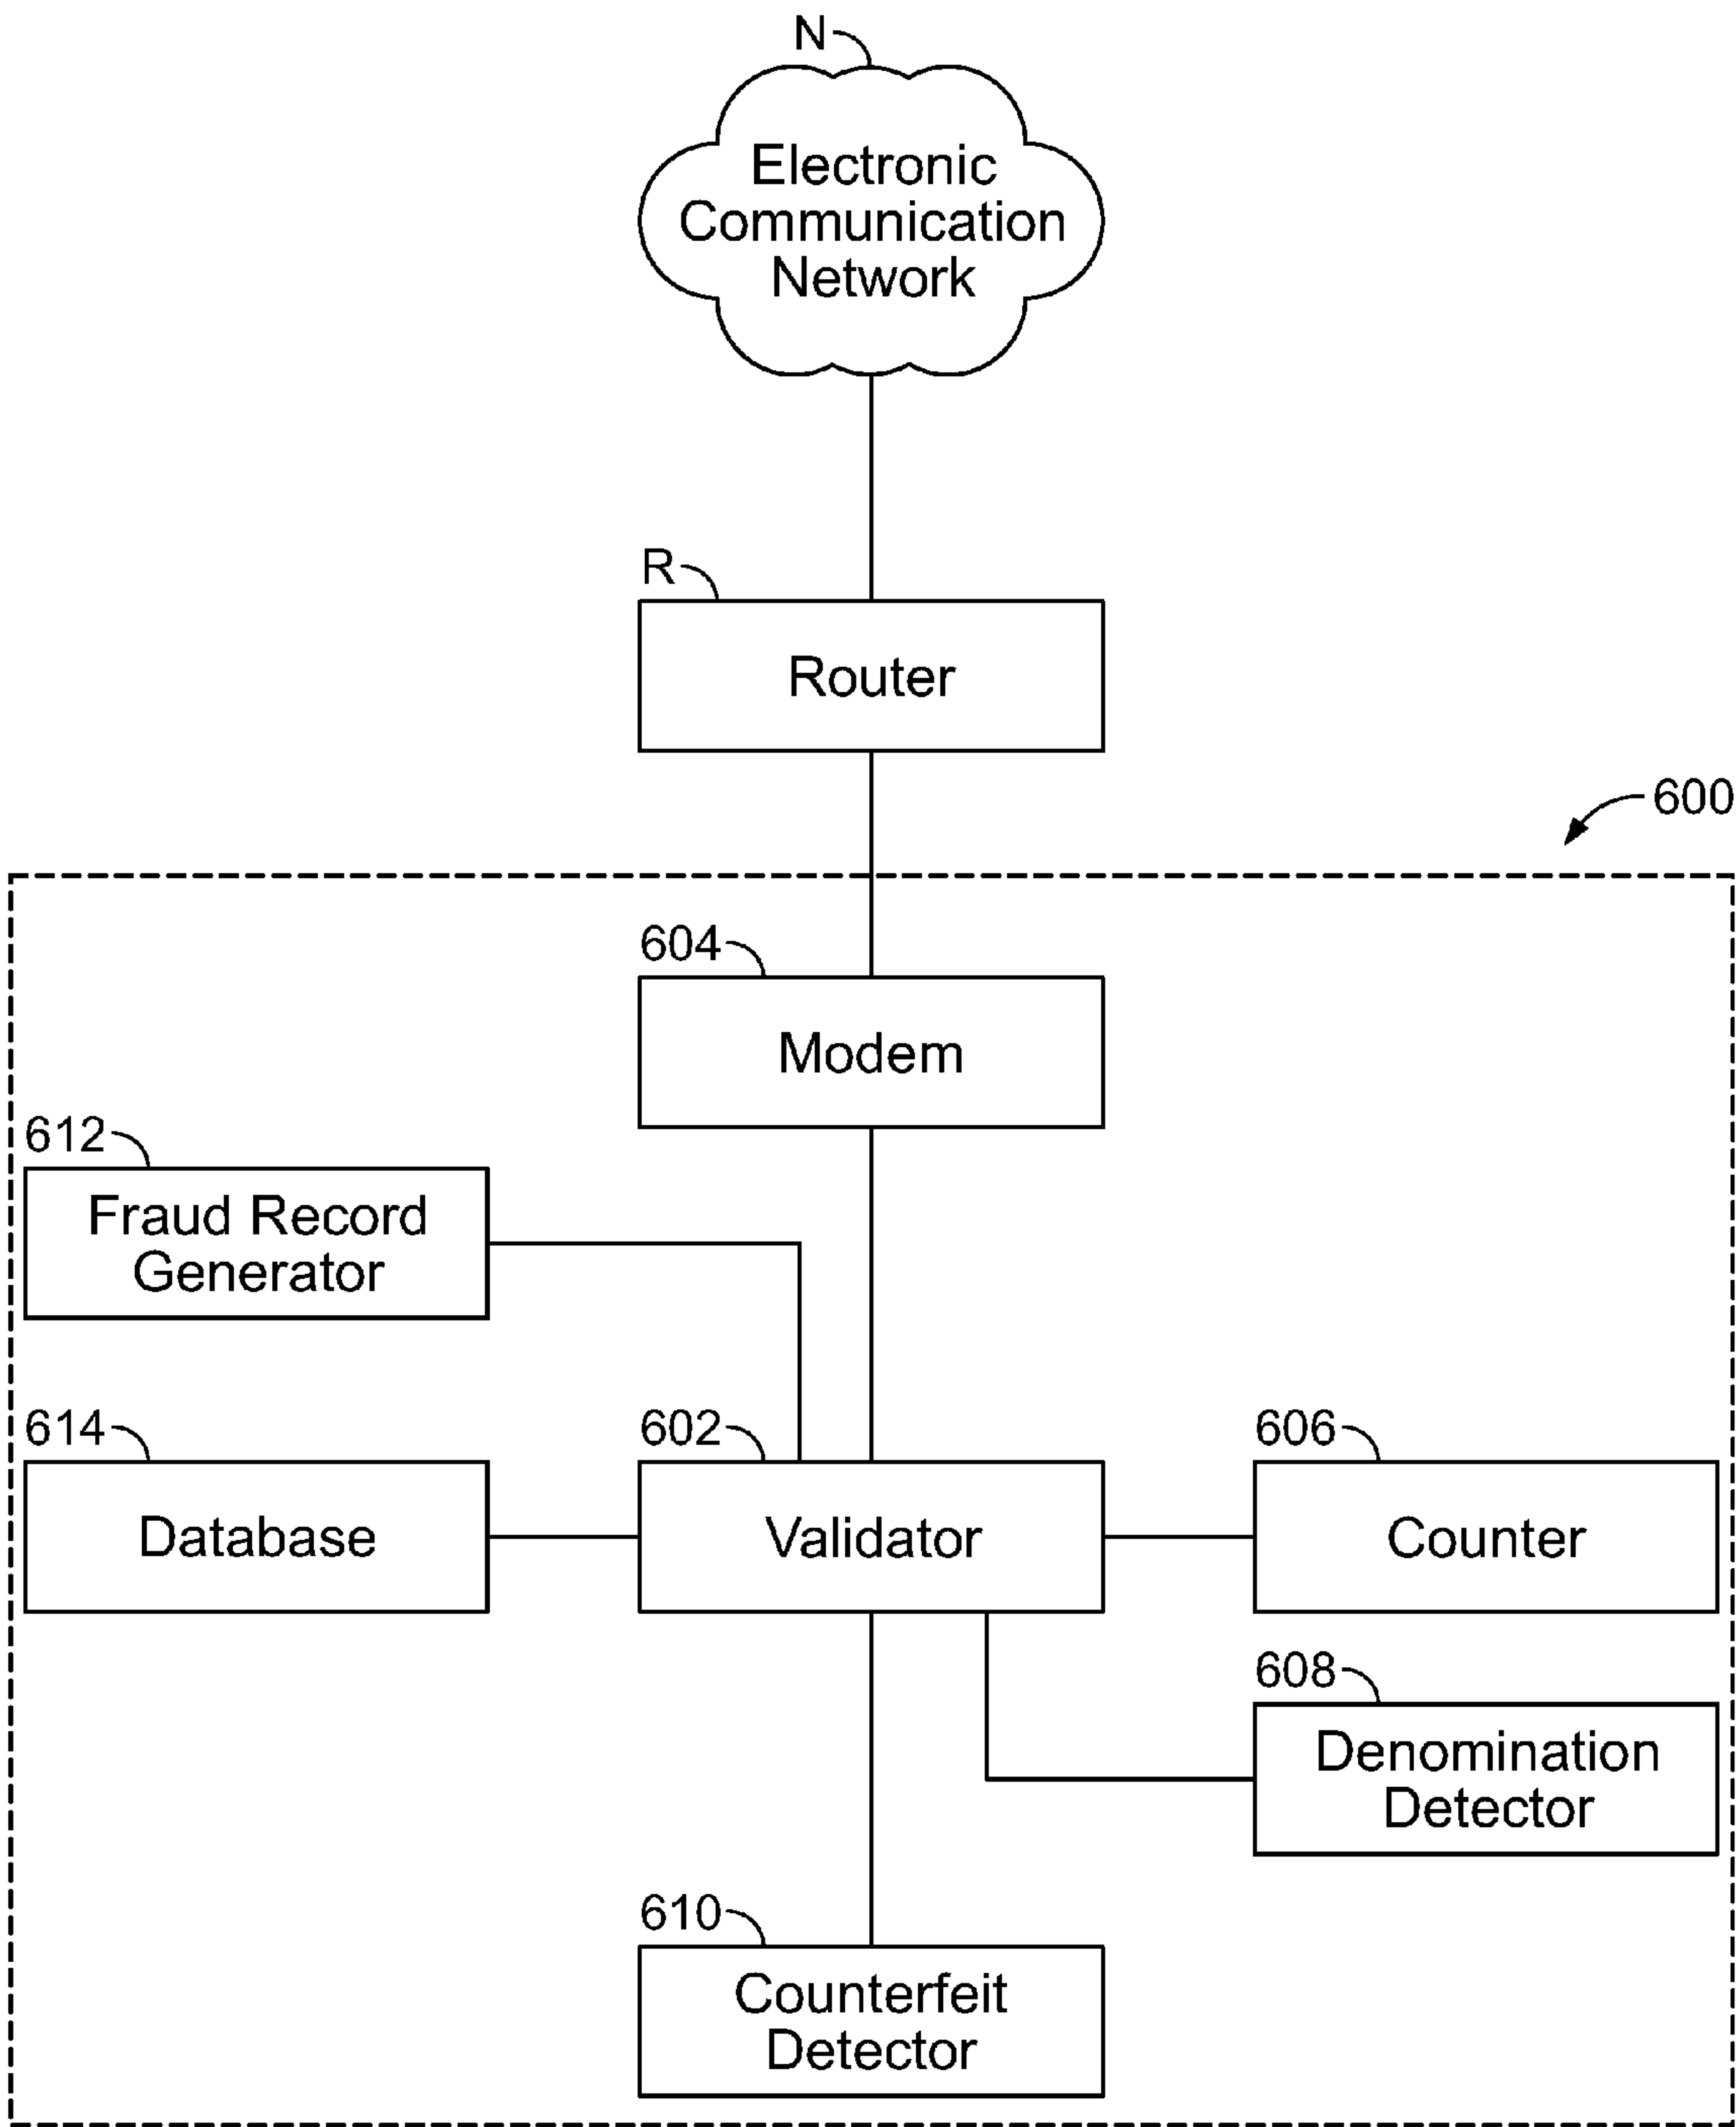 N
Electronic
Communication
Network
R
Router
600
604
Modem
612
Fraud Record
Generator
614
Database
602
Validator
606
Counter
608
Denomination
Detector
610
Counterfeit
Detector